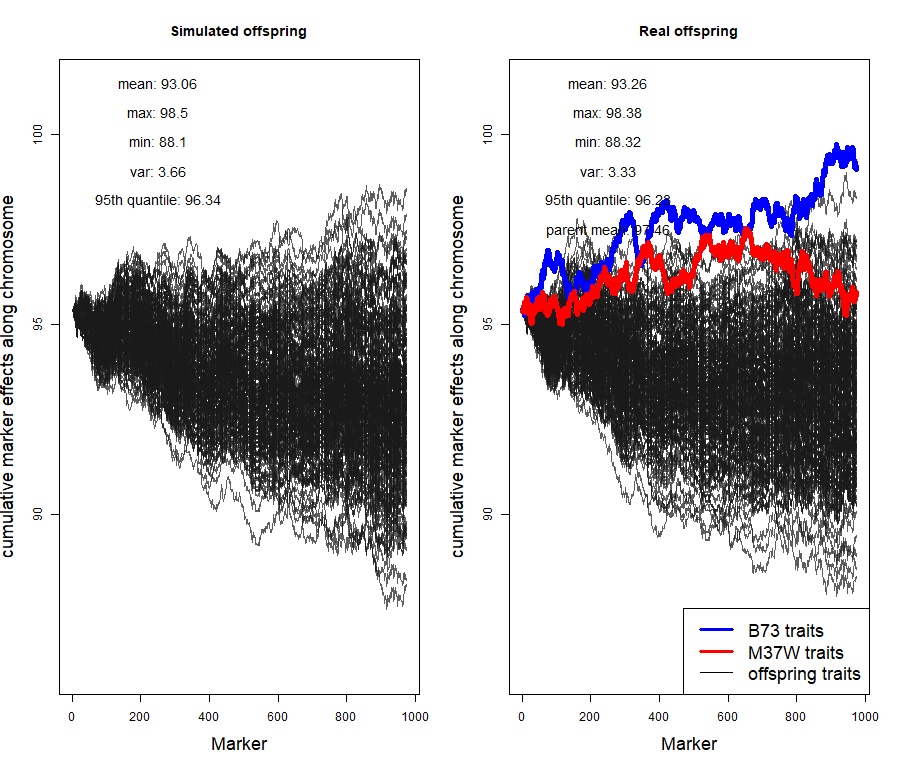 Simulated offspring
mean: 93.06
max: 98.5
min: 88.1
var: 3.66
95th quantile: 96.34
cumulative marker effects along chromosome
100
95
90
0 200 400 600 800 1000
Marker
Real offspring
mean: 93.26
max: 98.38
min: 88.32
var: 3.33
95th quantile: 96.28
parent mean: 97.46
cumulative marker effects along chromosome
100
95
90
B73 traits
M37W traits
offspring traits
0 200 400 600 800 1000
Marker